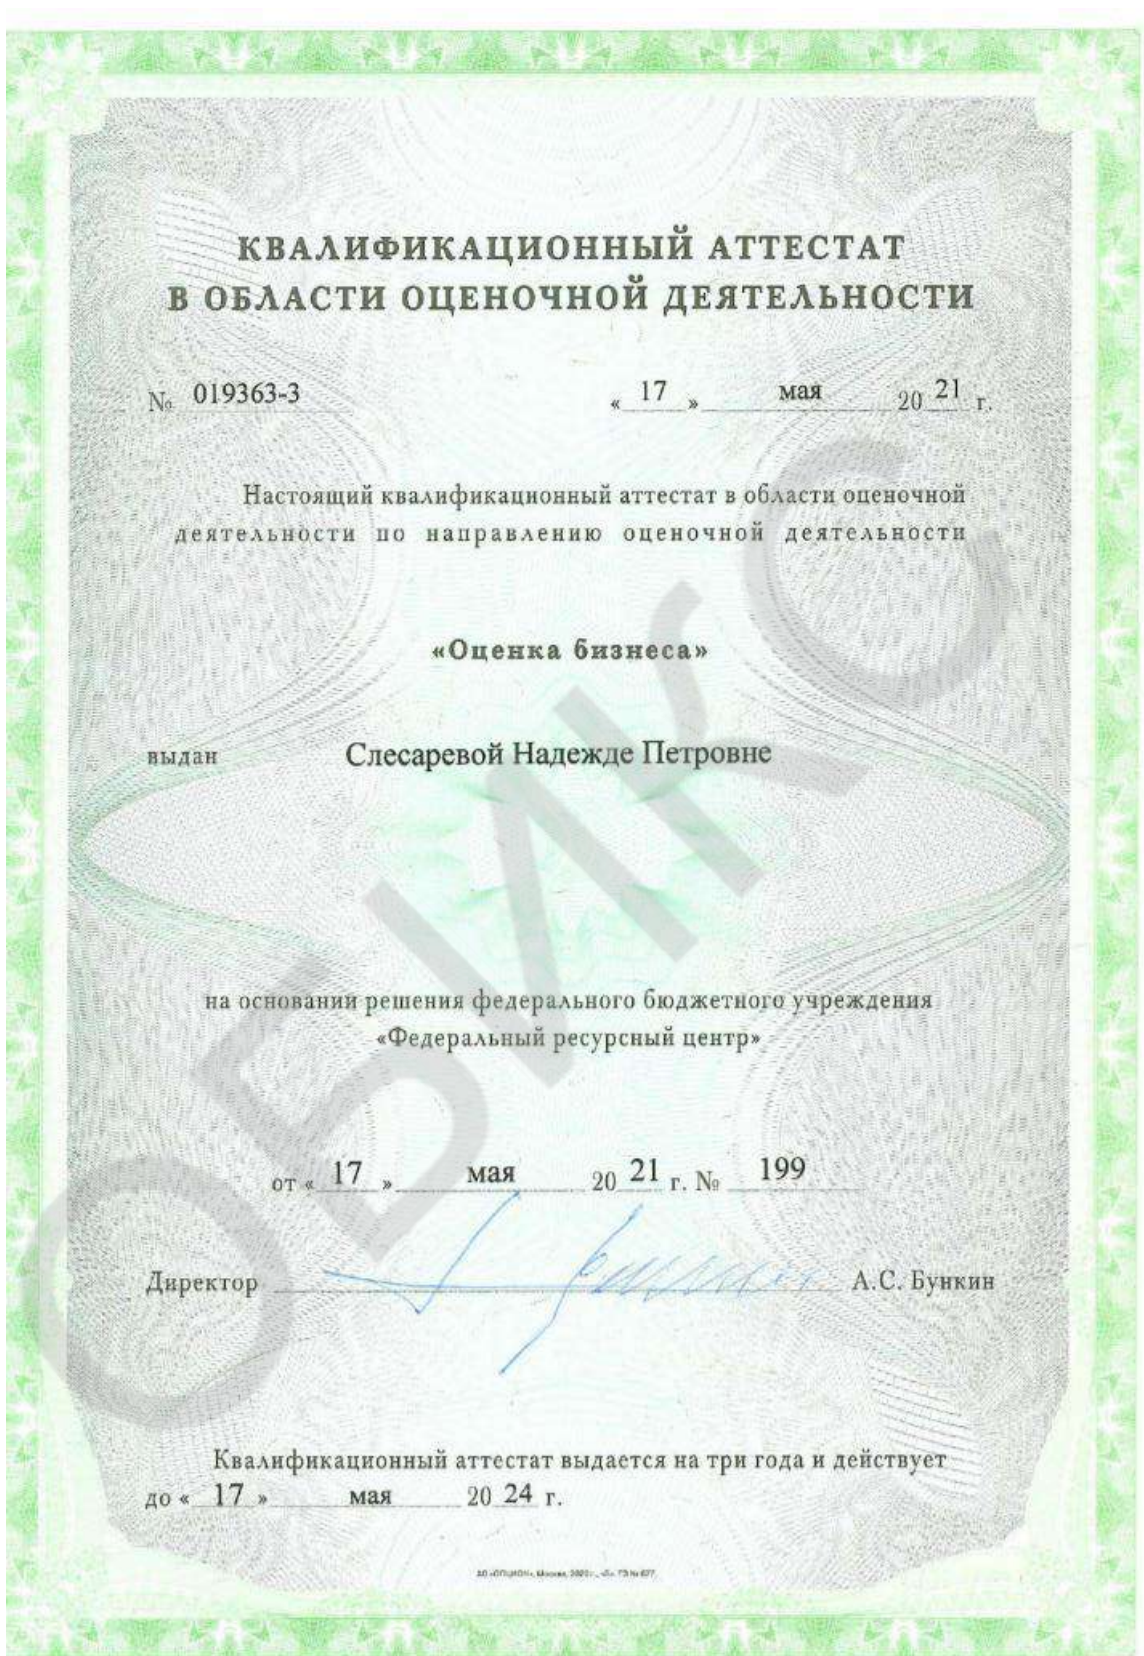 КВАЛИФИКАЦИОННЫЙ АТТЕСТАТ
В ОБЛАСТИ ОЦЕНОЧНОЙ ДЕЯТЕЛЬНОСТИ
№ 019363-3 « 17 » мая 20 21 г.
Настоящий квалификационный аттестат в области оценочной
деятельности по направлению оценочной деятельности
«Оценка бизнеса»
выдан Слесаревой Надежде Петровне
на основании решения федерального бюджетного учреждения
«Федеральный ресурсный центр»
от « 17 » мая 20 21 г. № 199
Директор А.С. Бункин
Квалификационный аттестат выдается на три года и действует
до « 17 » мая 20 24 г.
АО «ОПЦИОН», Москва,
ОБИКС